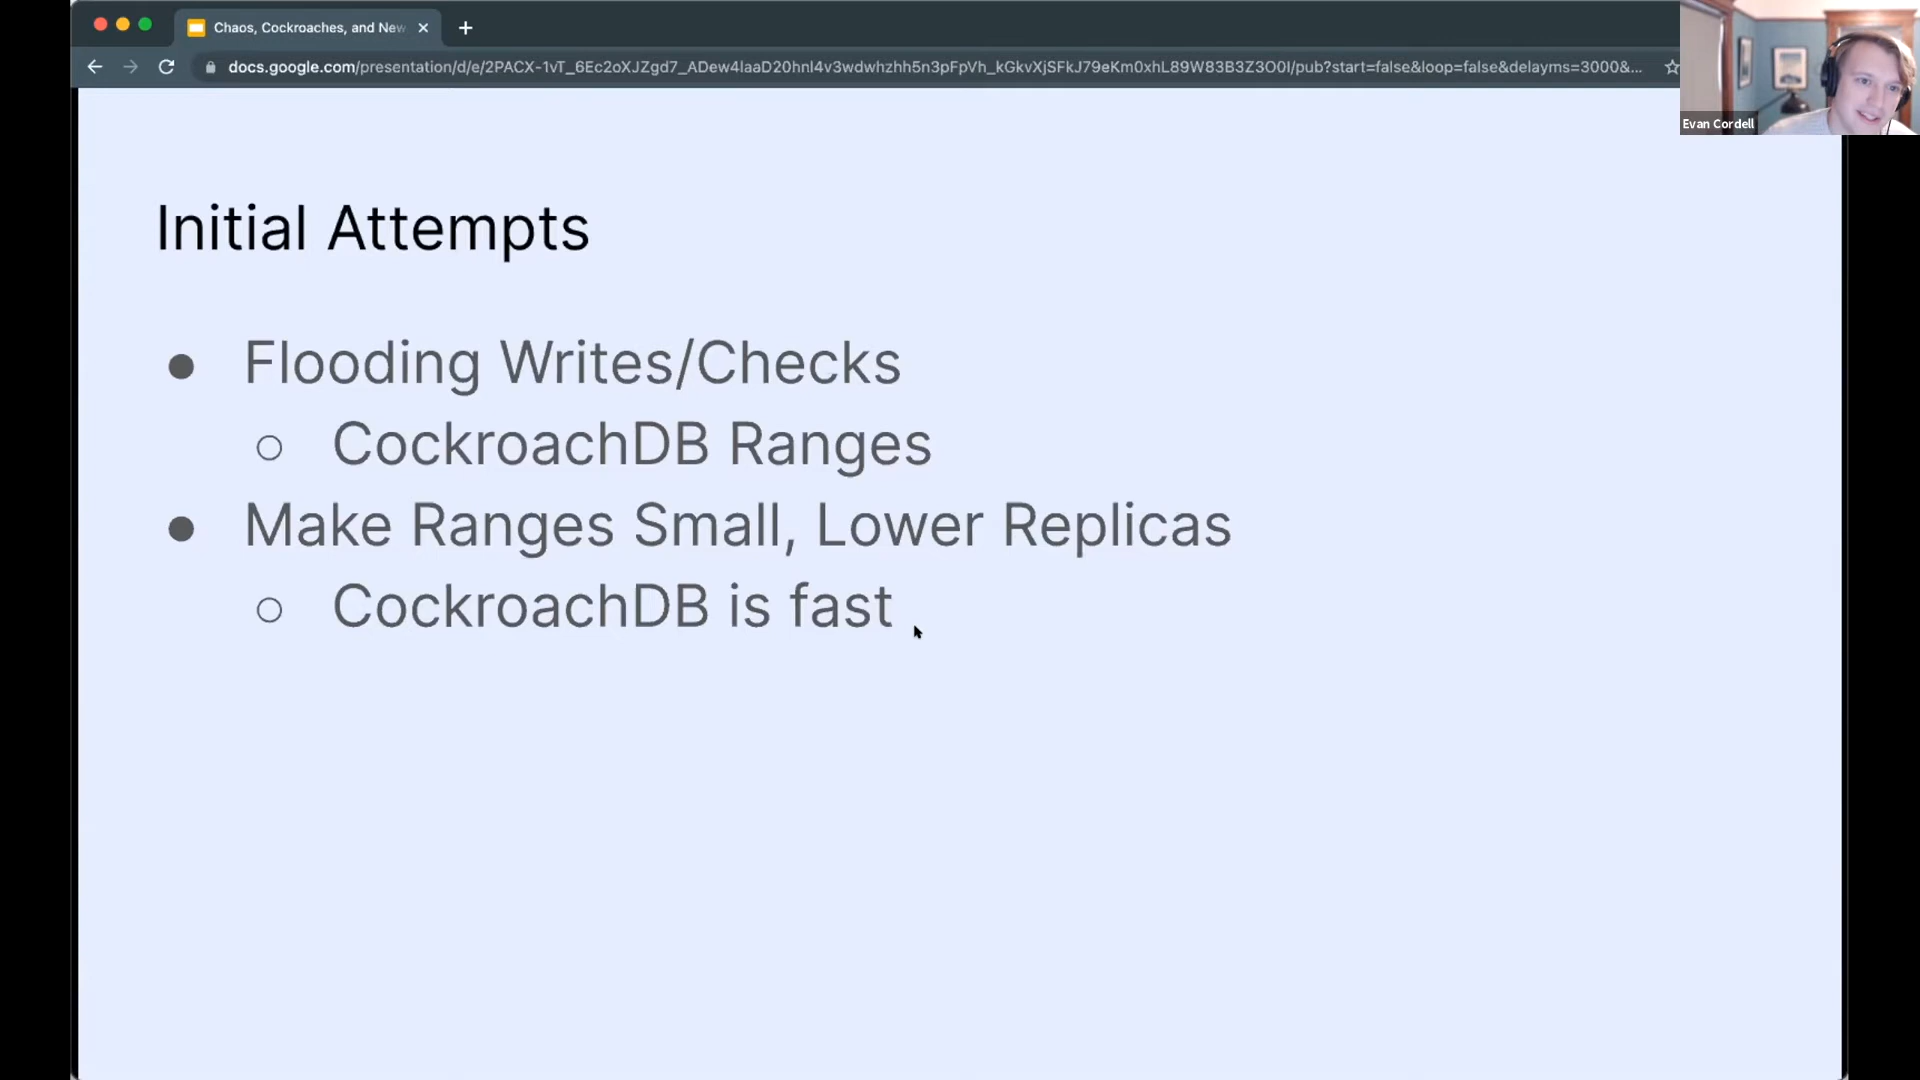 Chaos, Cockroaches, and New
docs.google.com/presentation/d/e/2PACX-1vT_6Ec2oXJZgd7_ADew4IaaD20hnl4v3wdwhzhh5n3pFpVh_kGkvXjSFkJ79eKm0xhL89W83B3Z3O0I/pub?start=false&loop=false&delayms=3000&...
Evan Cordell
Initial Attempts
● Flooding Writes/Checks
○ CockroachDB Ranges
● Make Ranges Small, Lower Replicas
○ CockroachDB is fast